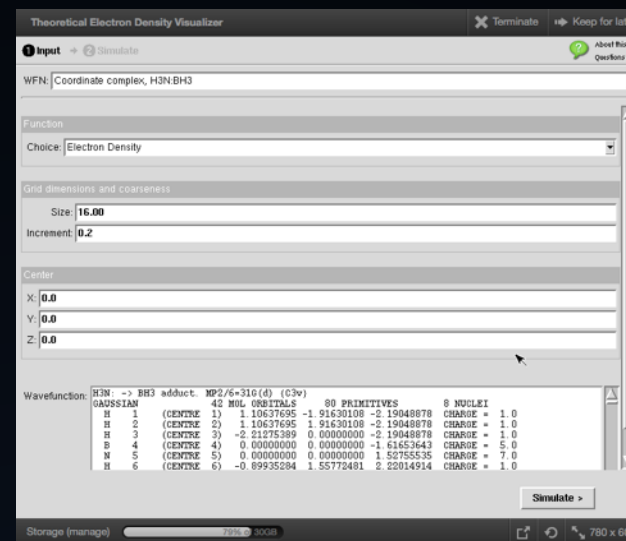 Theoretical Electron Density Visualizer Terminate Keep for lat
1 Input → 2 Simulate About this
Questions
WFN: Coordinate complex, H3N:BH3
Function
Choice: Electron Density
Grid dimensions and coarseness
Size: 16.00
Increment: 0.2
Center
X: 0.0
Y: 0.0
Z: 0.0
Wavefunction: H3N: -> BH3 adduct. MP2/6=31G(d) (C3v)
GAUSSIAN 42 MOL ORBITALS 80 PRIMITIVES 8 NUCLEI
H 1 (CENTRE 1) 1.10637695 -1.91630108 -2.19048878 CHARGE = 1.0
H 2 (CENTRE 2) 1.10637695 1.91630108 -2.19048878 CHARGE = 1.0
H 3 (CENTRE 3) -2.21275389 0.00000000 -2.19048878 CHARGE = 1.0
B 4 (CENTRE 4) 0.00000000 0.00000000 -1.61653643 CHARGE = 5.0
N 5 (CENTRE 5) 0.00000000 0.00000000 1.52755535 CHARGE = 7.0
H 6 (CENTRE 6) -0.89935284 1.55772481 2.22014914 CHARGE = 1.0
Simulate >
Storage (manage) 79% of 30GB 780 x 60